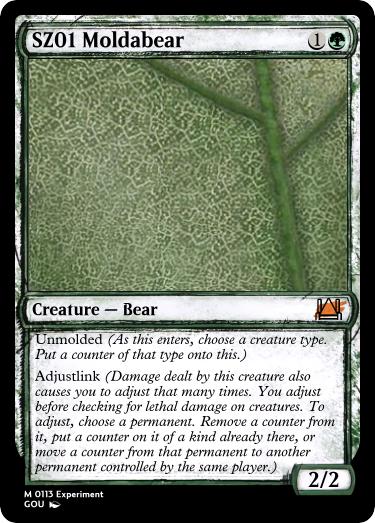 SZ01 Moldabear 1
Creature — Bear
Unmolded (As this enters, choose a creature type.
Put a counter of that type onto this.)
Adjustlink (Damage dealt by this creature also
causes you to adjust that many times. You adjust
before checking for lethal damage on creatures. To
adjust, choose a permanent. Remove a counter from
it, put a counter on it of a kind already there, or
move a counter from that permanent to another
permanent controlled by the same player.)
2/2
M 0113 Experiment
GOU